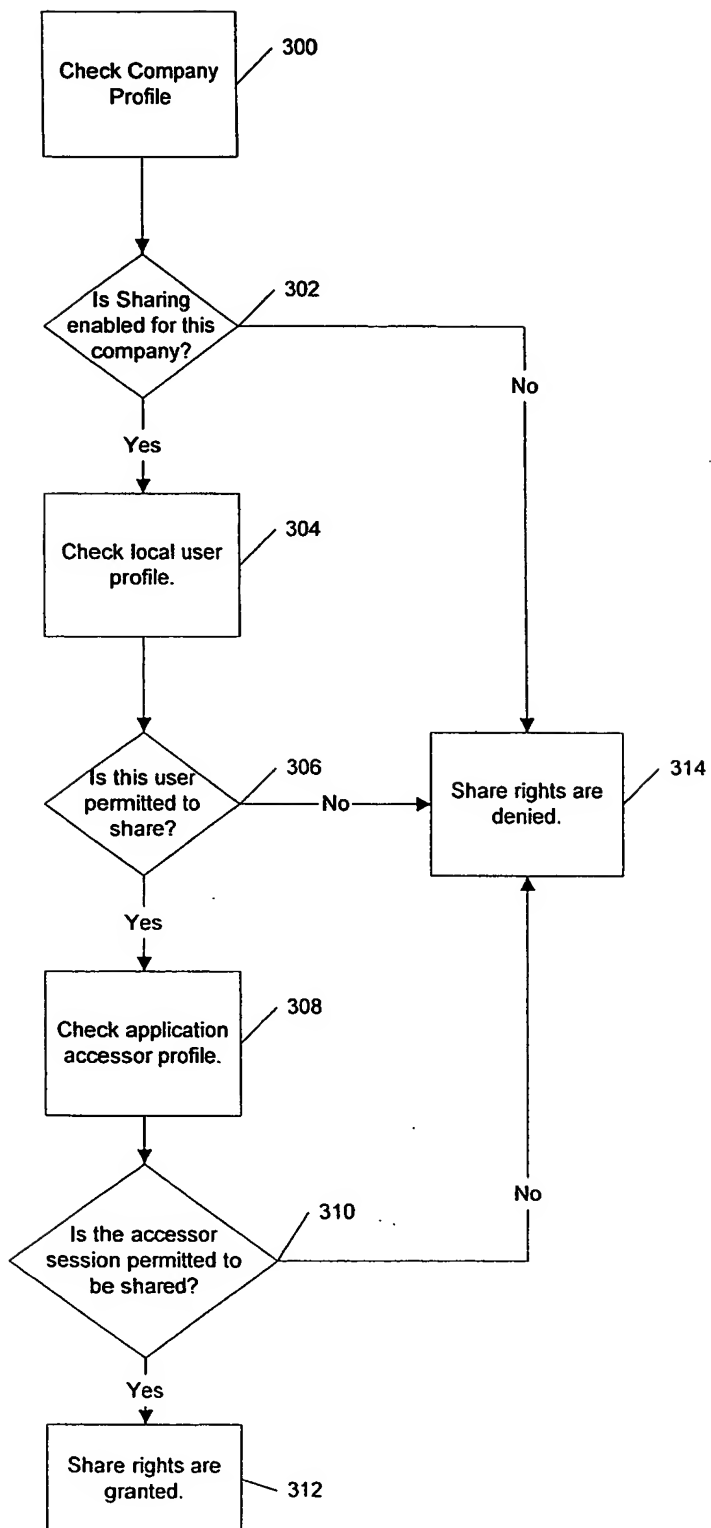 Check Company
Profile
300
Is Sharing
enabled for this
company?
302
No
Yes
Check local user
profile.
304
Is this user
permitted to
share?
306
No
Share rights are
denied.
314
Yes
Check application
accessor profile.
308
Is the accessor
session permitted to
be shared?
310
No
Yes
Share rights are
granted.
312